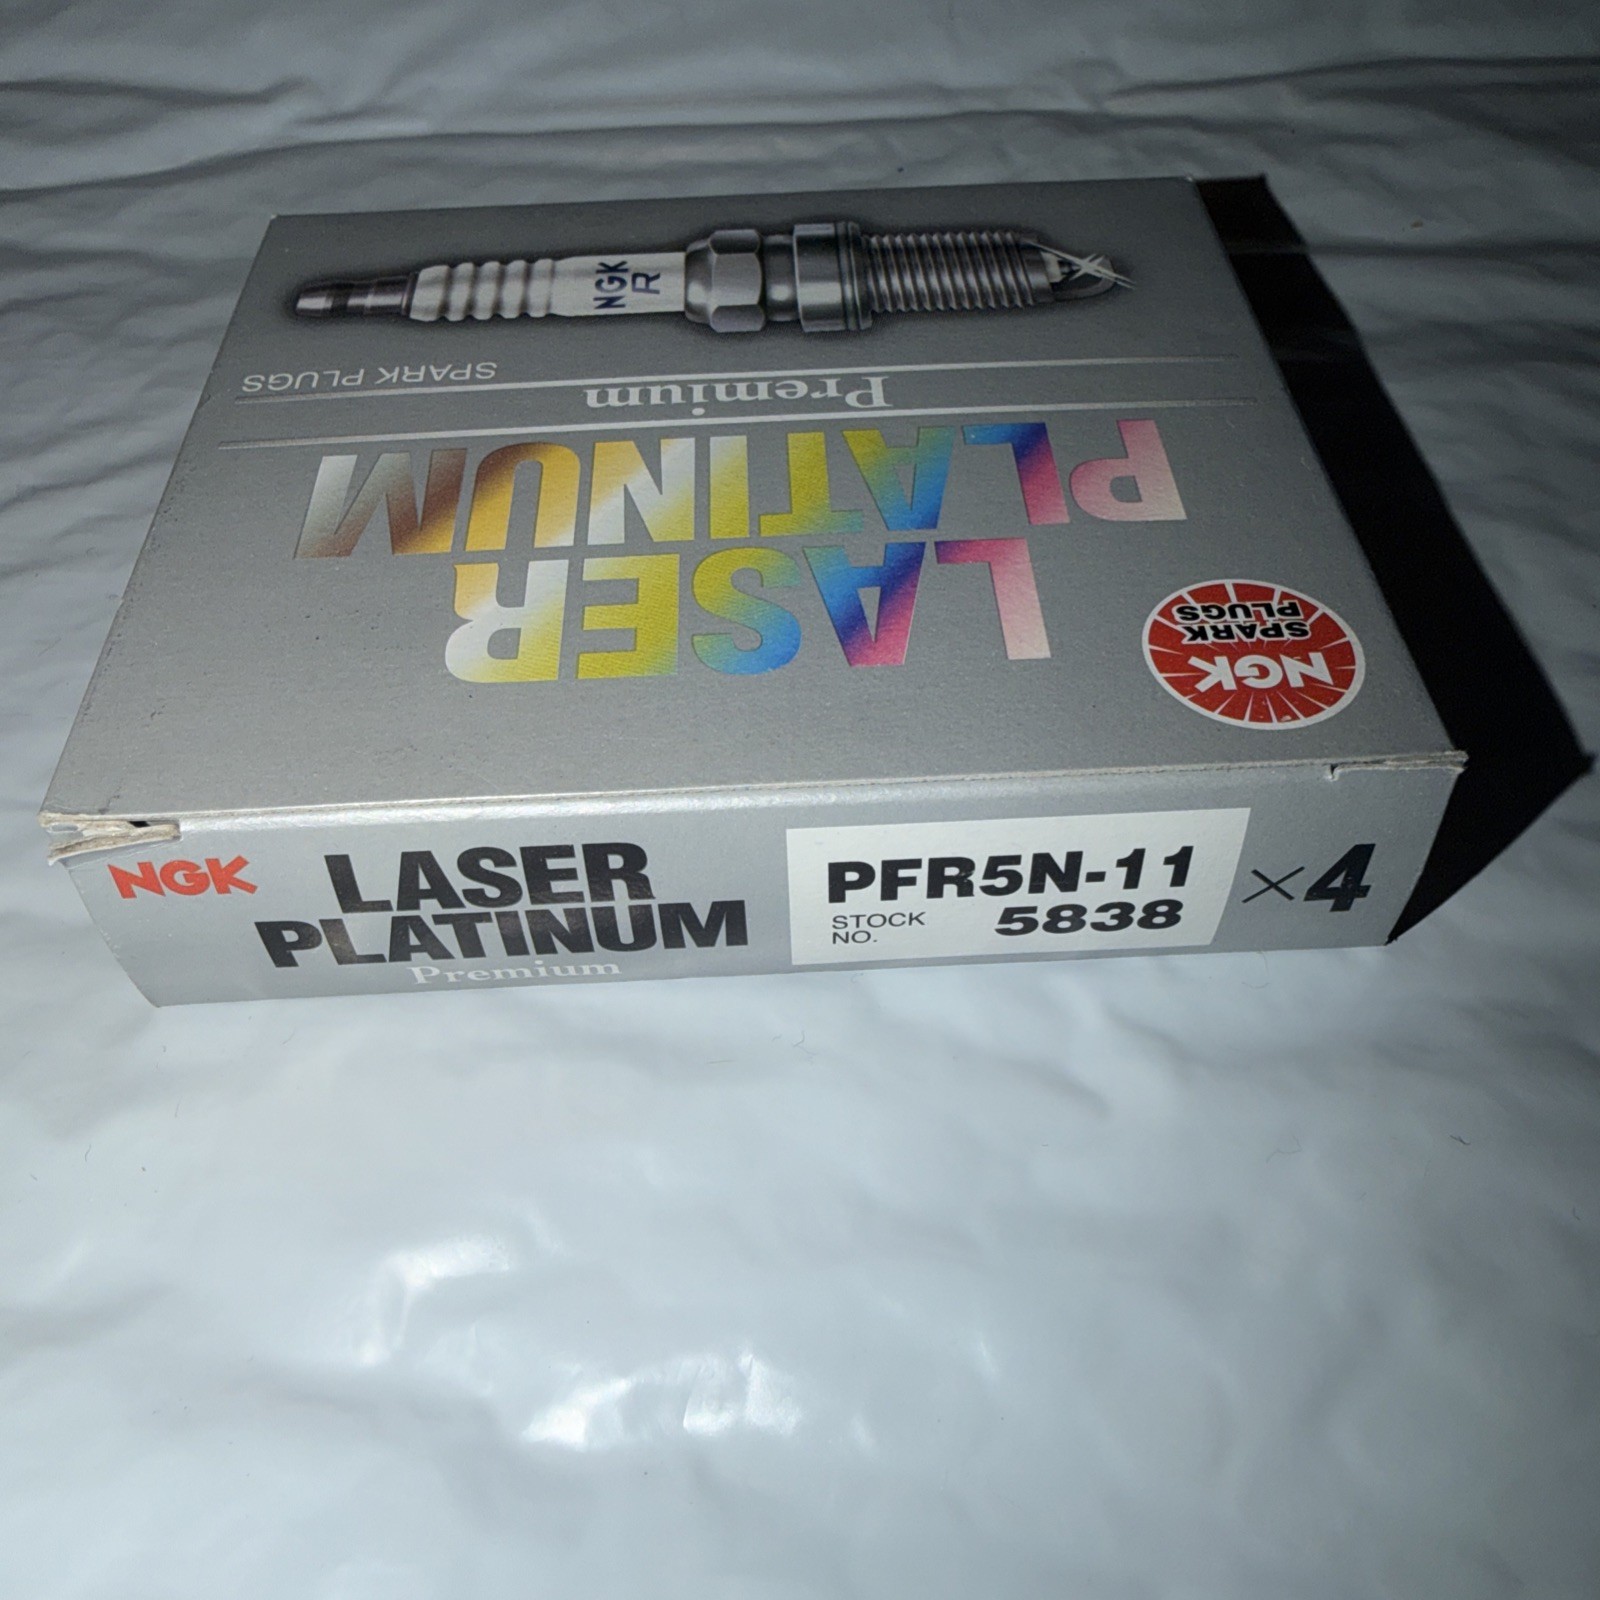 NGK
R
SPARK PLUGS
Premium
LASER
PLATINUM
NGK
SPARK
PLUGS
NGK
LASER
PLATINUM
Premium
PFR5N-11
STOCK
NO.
5838
×4